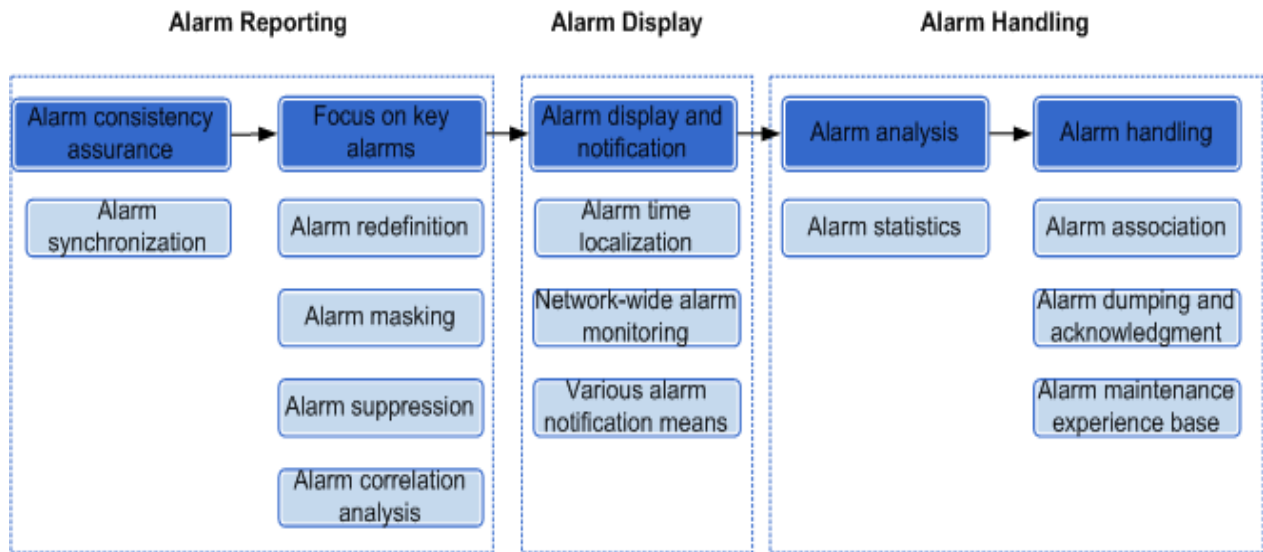 Alarm Reporting
Alarm Display
Alarm Handling
Alarm consistency
assurance
Focus on key
alarms
Alarm display and
notification
Alarm analysis
Alarm handling
Alarm
synchronization
Alarm redefinition
Alarm time
localization
Alarm statistics
Alarm association
Alarm masking
Network-wide alarm
monitoring
Alarm dumping and
acknowledgment
Alarm suppression
Various alarm
notification means
Alarm maintenance
experience base
Alarm correlation
analysis